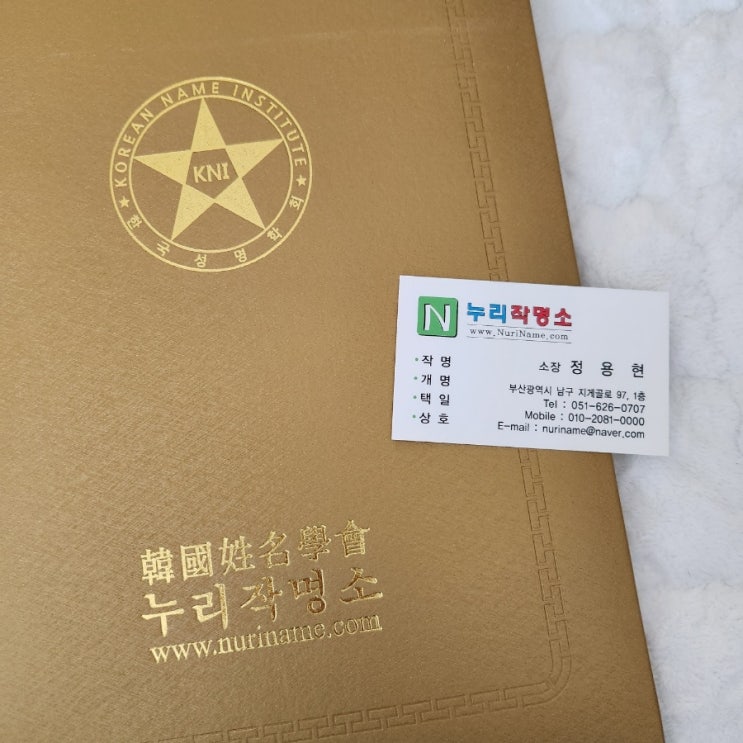 ★ KOREAN NAME INSTITUTE ★
KNI
한국성명학회
N 누리작명소
www.NuriName.com
•작명
•개명
•택일
•상호
소장 정용현
부산광역시 남구 지게골로 97, 1층
Tel : 051-626-0707
Mobile : 010-2081-0000
E-mail : nuriname@naver.com
韓國姓名學會
누리작명소
www.nuriname.com